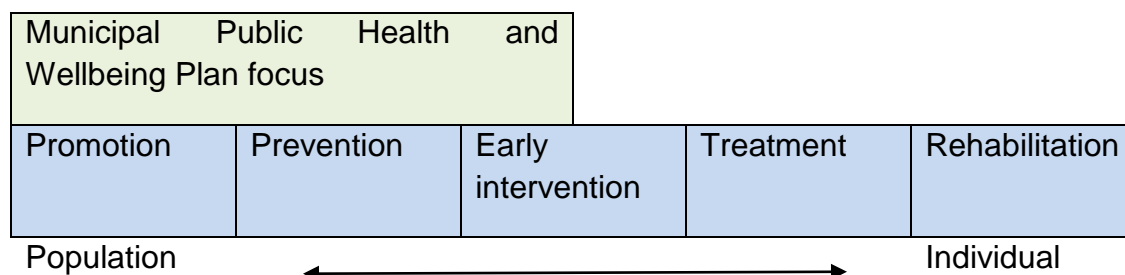 Municipal Public Health and
Wellbeing Plan focus
Promotion Prevention Early intervention Treatment Rehabilitation
Population Individual